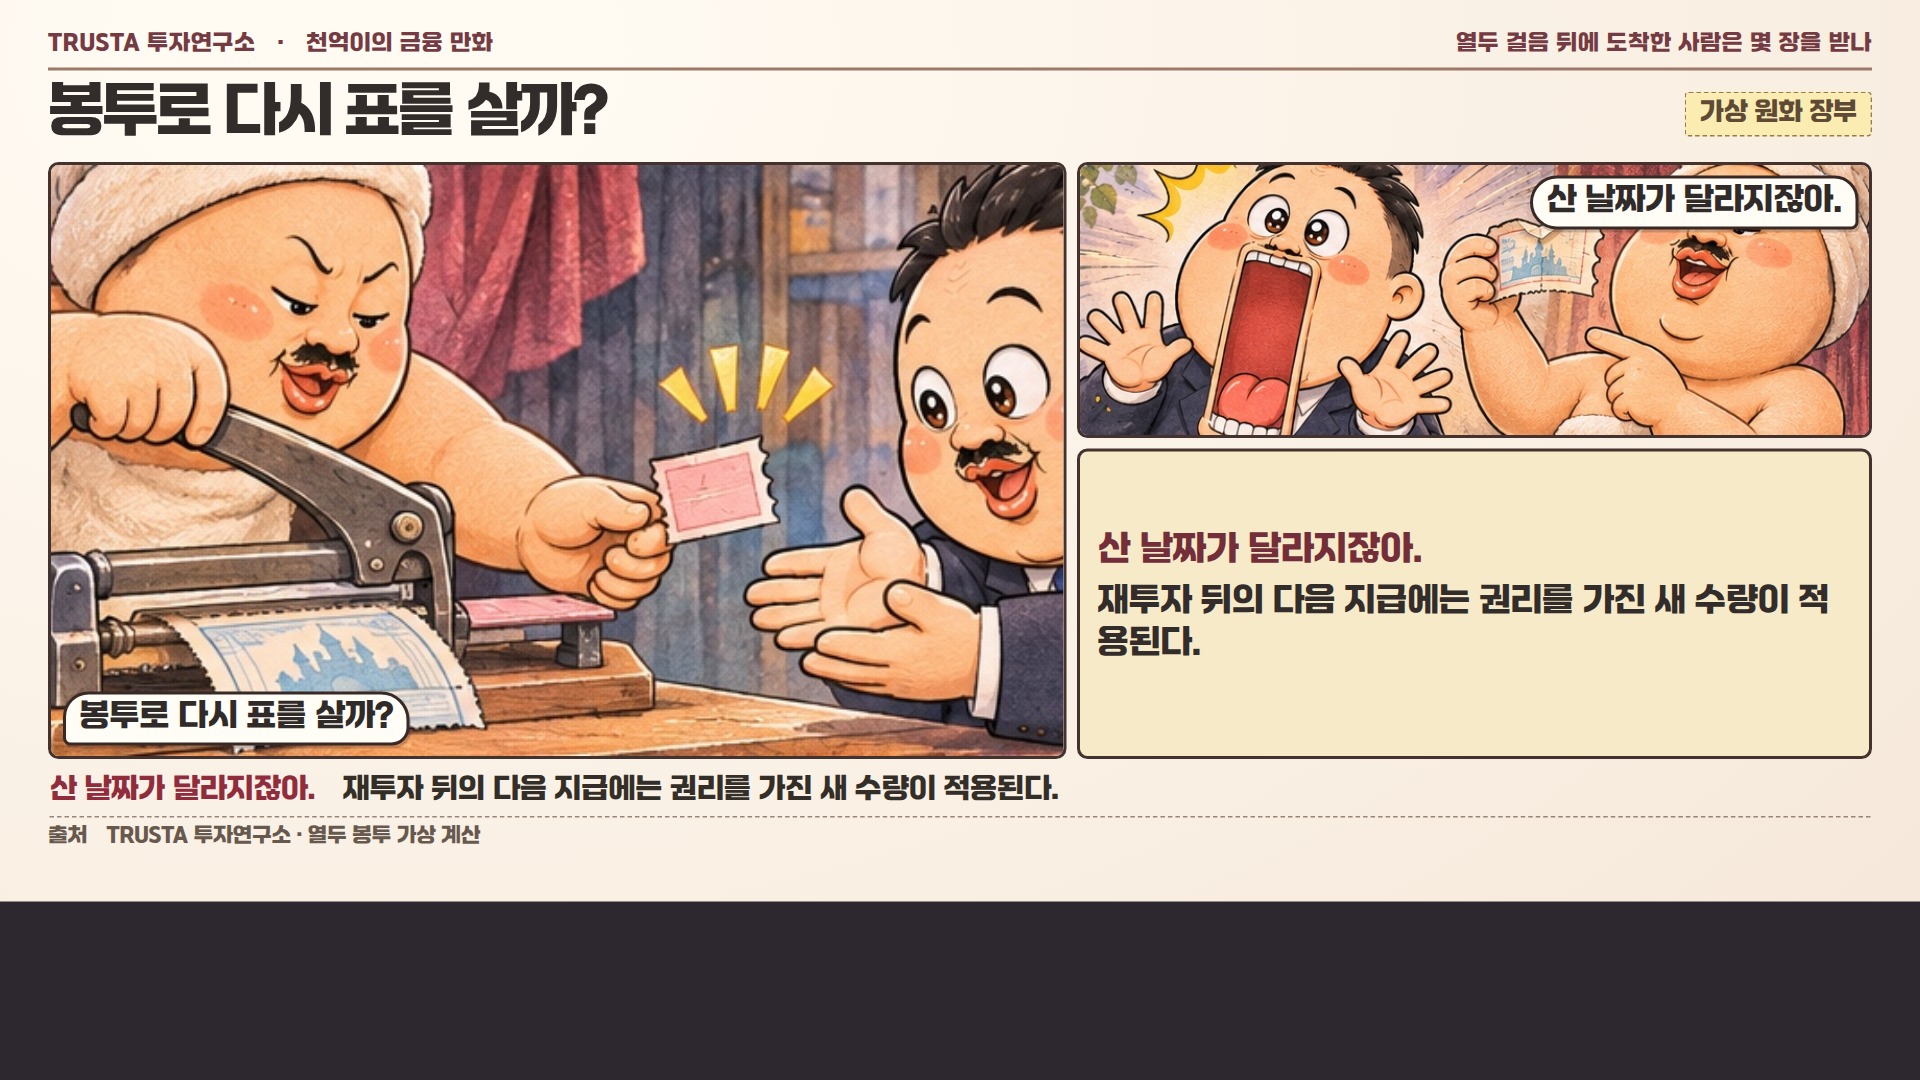 TRUSTA 투자연구소 · 천억이의 금융 만화
열두 걸음 뒤에 도착한 사람은 몇 장을 받나
봉투로 다시 표를 살까?
가상 원화 장부
산 날짜가 달라지잖아.
봉투로 다시 표를 살까?
산 날짜가 달라지잖아.
재투자 뒤의 다음 지급에는 권리를 가진 새 수량이 적
용된다.
산 날짜가 달라지잖아. 재투자 뒤의 다음 지급에는 권리를 가진 새 수량이 적용된다.
출처 TRUSTA 투자연구소 · 열두 봉투 가상 계산